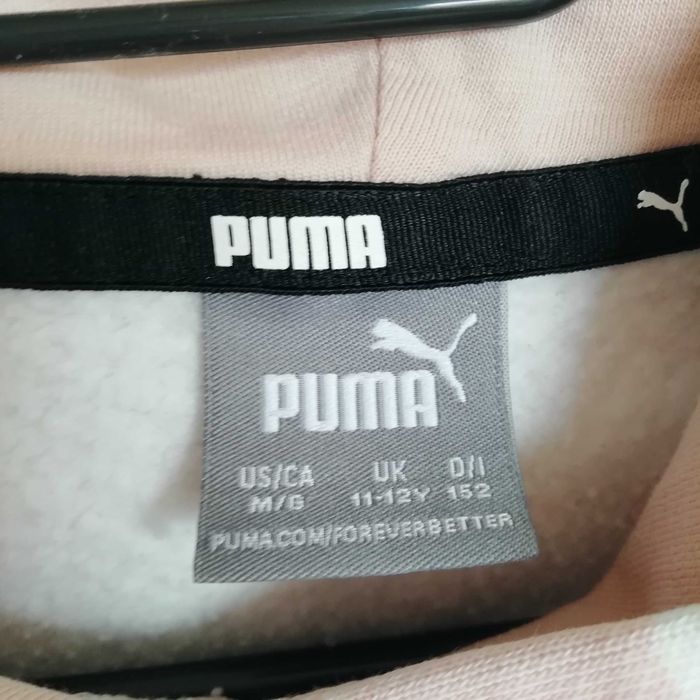 PUMA
PUMA
US/CA UK D/I
M/G 11-12Y 152
PUMA.COM/FOREVERBETTER